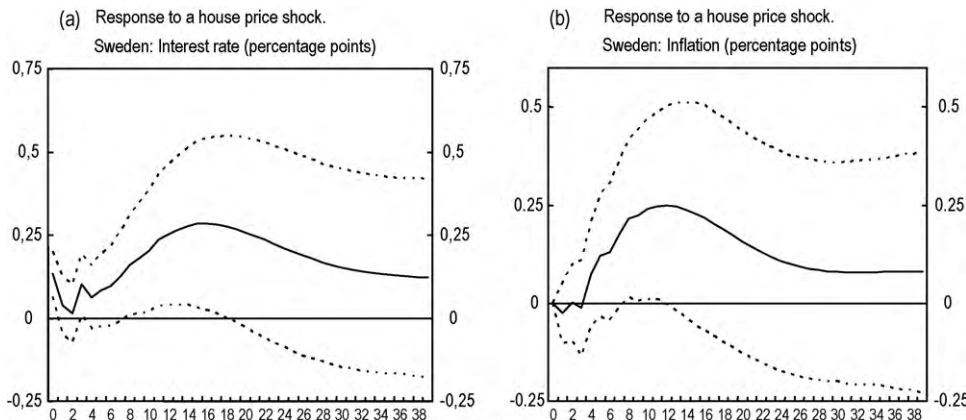 (a) Response to a house price shock.
Sweden: Interest rate (percentage points)
0,75 0,75
0,5 0,5
0,25 0,25
0 0
-0,25 -0,25
0 2 4 6 8 10 12 14 16 18 20 22 24 26 28 30 32 34 36 38
(b) Response to a house price shock.
Sweden: Inflation (percentage points)
0.5 0.5
0.25 0.25
0 0
-0.25 -0.25
0 2 4 6 8 10 12 14 16 18 20 22 24 26 28 30 32 34 36 38